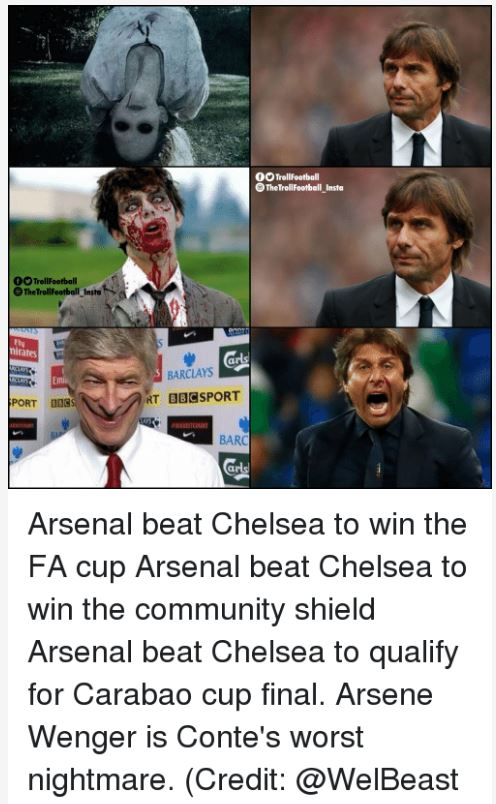 TrollFootball
TheTrollFootball_Insta
TrollFootball
TheTrollFootball_Insta
Fly
mirates
BARCLAYS
Carls
SPORT
BBC
RT BBC SPORT
BARC
Carls
Arsenal beat Chelsea to win the
FA cup Arsenal beat Chelsea to
win the community shield
Arsenal beat Chelsea to qualify
for Carabao cup final. Arsene
Wenger is Conte's worst
nightmare. (Credit: @WelBeast